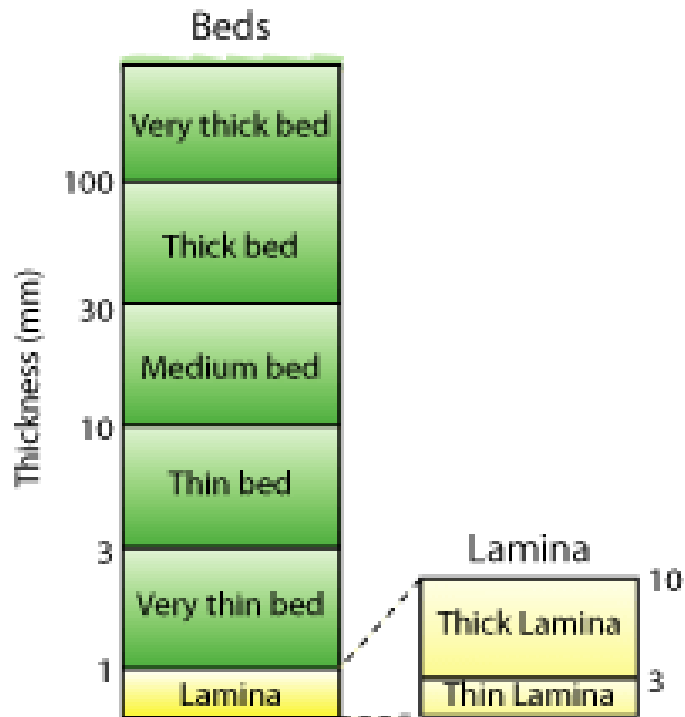 Beds
Very thick bed
100
Thick bed
30
Medium bed
10
Thin bed
3
Very thin bed
1
Lamina
Thickness (mm)
Lamina
10
Thick Lamina
3
Thin Lamina